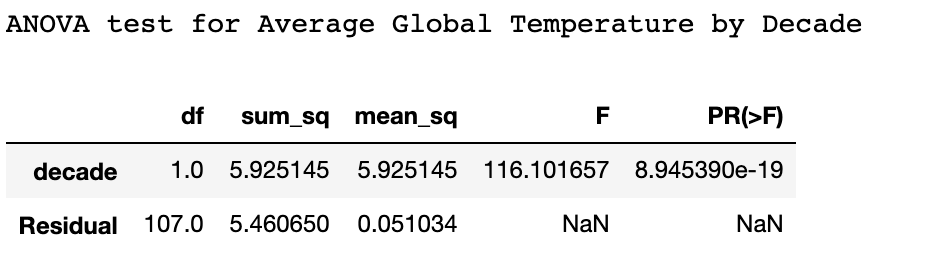 ANOVA test for Average Global Temperature by Decade
df sum_sq mean_sq F PR(>F)
decade 1.0 5.925145 5.925145 116.101657 8.945390e-19
Residual 107.0 5.460650 0.051034 NaN NaN